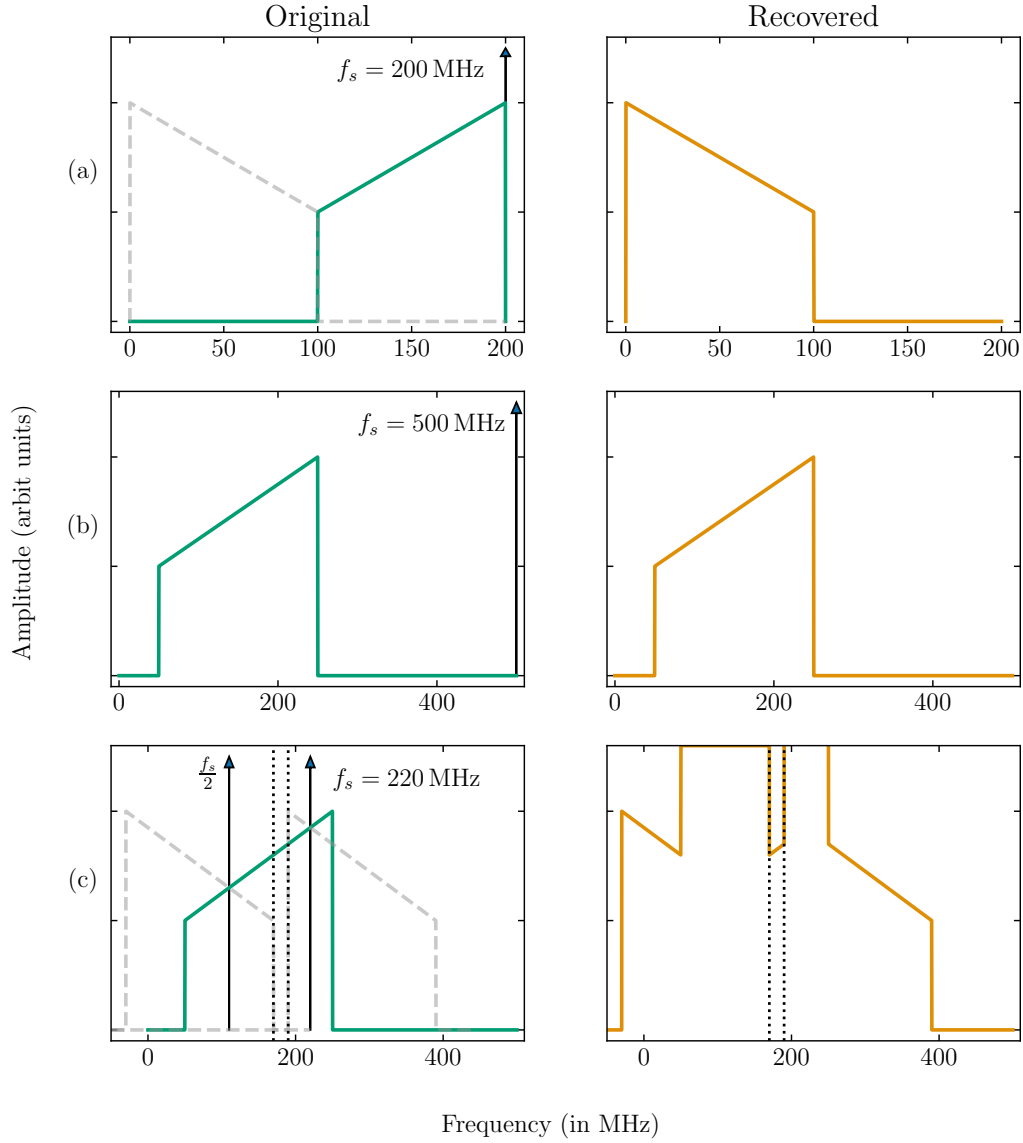 Original
Recovered
f_s = 200 MHz
(a)
0 50 100 150 200
0 50 100 150 200
f_s = 500 MHz
(b)
Amplitude (arbit units)
0 200 400
0 200 400
f_s/2
f_s = 220 MHz
(c)
0 200 400
0 200 400
Frequency (in MHz)